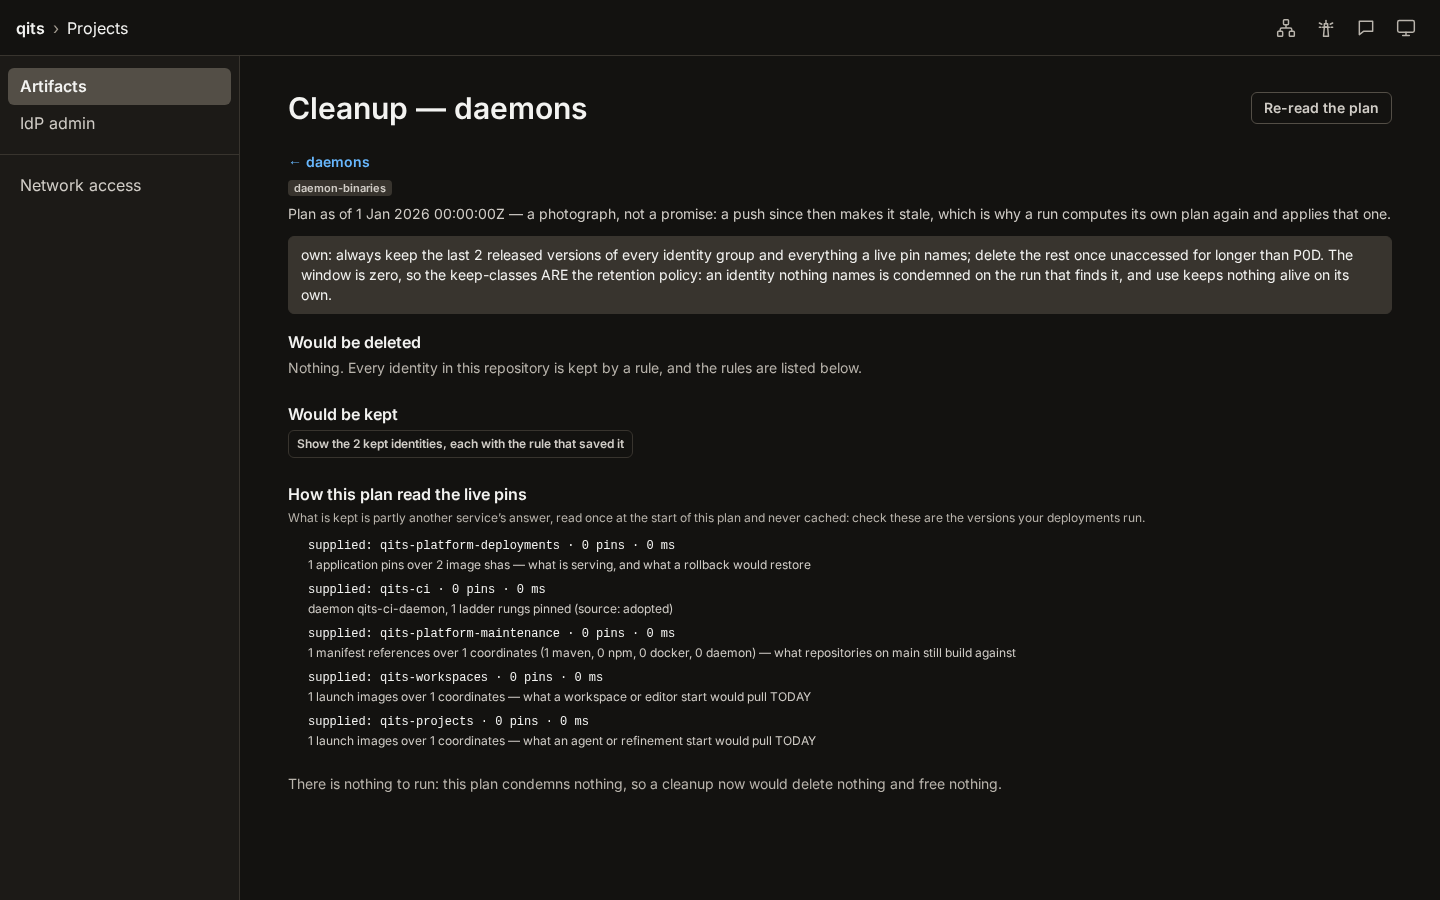 qits › Projects
Artifacts
IdP admin
Network access
Cleanup — daemons
Re-read the plan
← daemons
daemon-binaries
Plan as of 1 Jan 2026 00:00:00Z — a photograph, not a promise: a push since then makes it stale, which is why a run computes its own plan again and applies that one.
own: always keep the last 2 released versions of every identity group and everything a live pin names; delete the rest once unaccessed for longer than P0D. The
window is zero, so the keep-classes ARE the retention policy: an identity nothing names is condemned on the run that finds it, and use keeps nothing alive on its
own.
Would be deleted
Nothing. Every identity in this repository is kept by a rule, and the rules are listed below.
Would be kept
Show the 2 kept identities, each with the rule that saved it
How this plan read the live pins
What is kept is partly another service's answer, read once at the start of this plan and never cached: check these are the versions your deployments run.
supplied: qits-platform-deployments · 0 pins · 0 ms
1 application pins over 2 image shas — what is serving, and what a rollback would restore
supplied: qits-ci · 0 pins · 0 ms
daemon qits-ci-daemon, 1 ladder rungs pinned (source: adopted)
supplied: qits-platform-maintenance · 0 pins · 0 ms
1 manifest references over 1 coordinates (1 maven, 0 npm, 0 docker, 0 daemon) — what repositories on main still build against
supplied: qits-workspaces · 0 pins · 0 ms
1 launch images over 1 coordinates — what a workspace or editor start would pull TODAY
supplied: qits-projects · 0 pins · 0 ms
1 launch images over 1 coordinates — what an agent or refinement start would pull TODAY
There is nothing to run: this plan condemns nothing, so a cleanup now would delete nothing and free nothing.